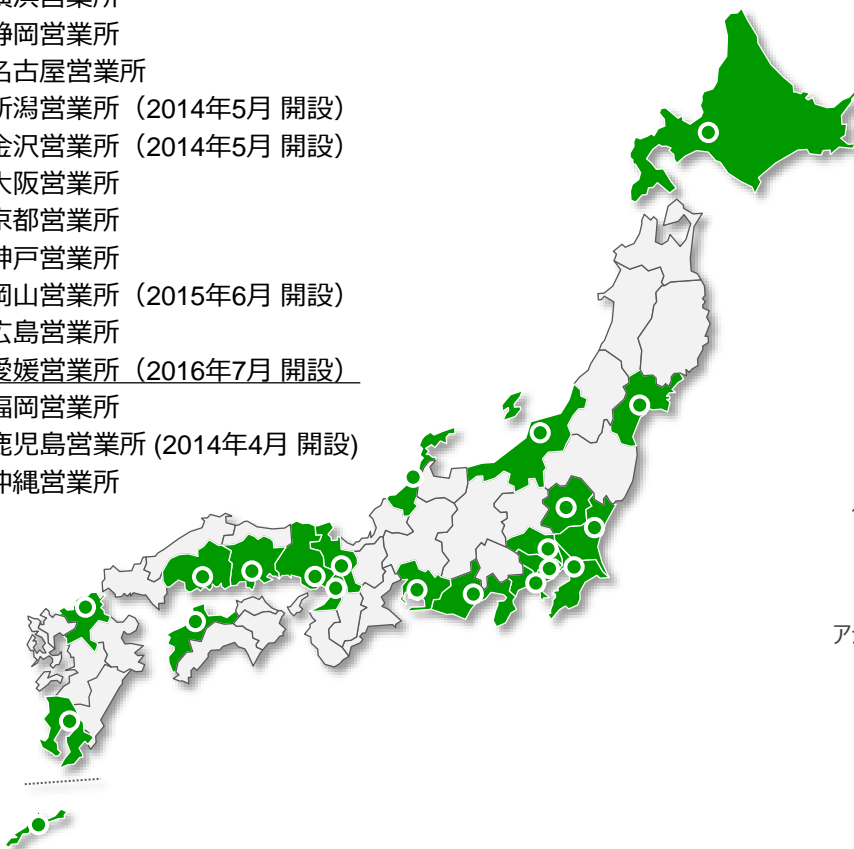 横浜営業所
静岡営業所
名古屋営業所
新潟営業所（2014年5月 開設）
金沢営業所（2014年5月 開設）
大阪営業所
京都営業所
神戸営業所
岡山営業所（2015年6月 開設）
広島営業所
愛媛営業所（2016年7月 開設）
福岡営業所
鹿児島営業所 (2014年4月 開設)
沖縄営業所